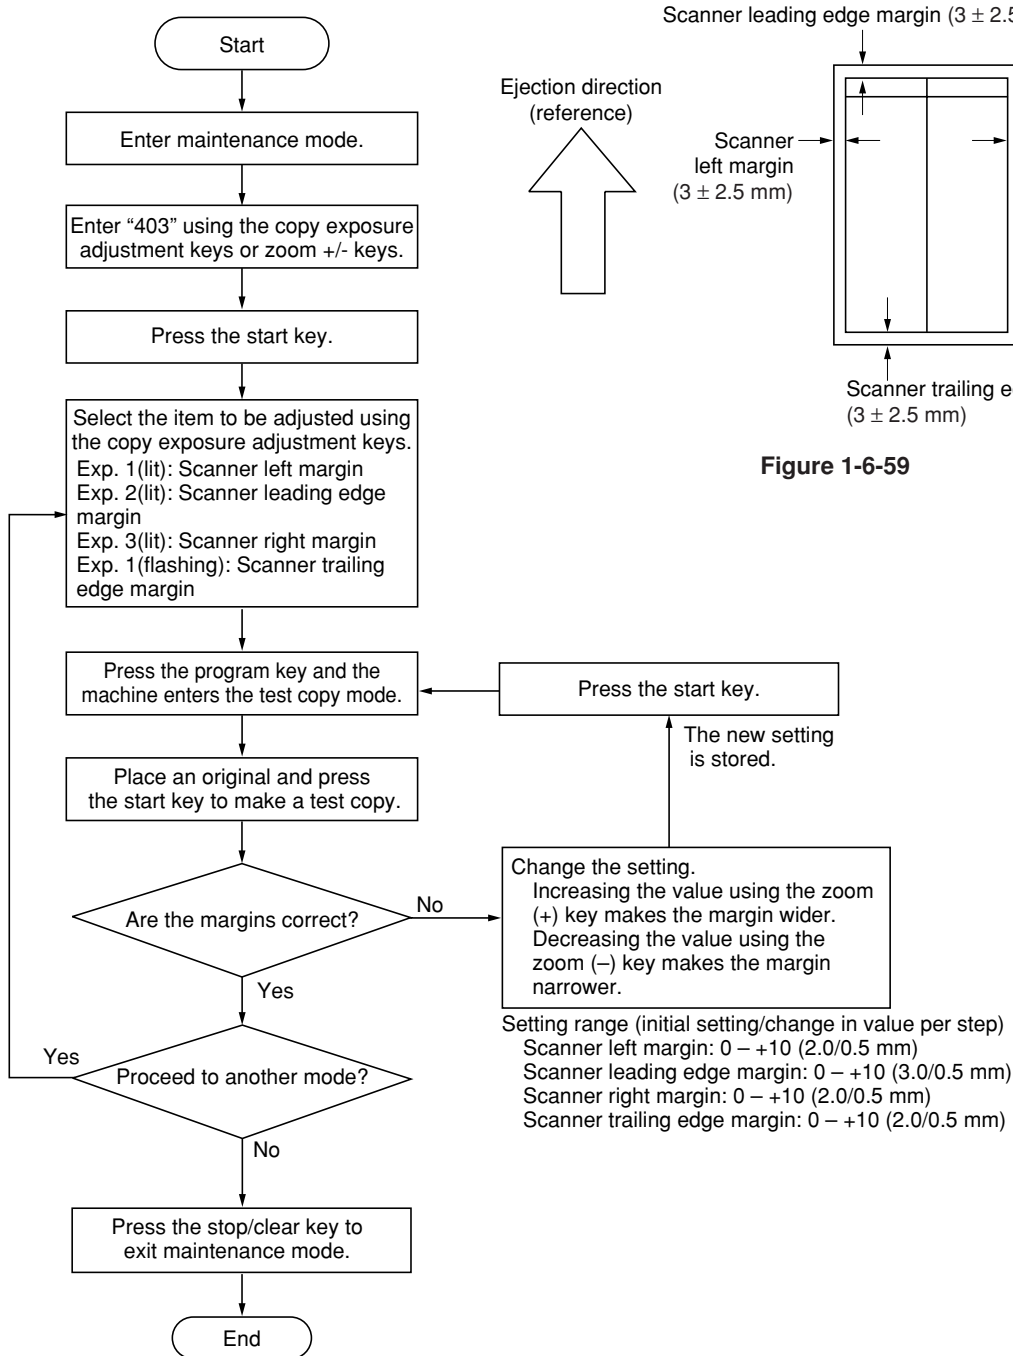 Start
Enter maintenance mode.
Enter “403” using the copy exposure
adjustment keys or zoom +/- keys.
Press the start key.
Select the item to be adjusted using
the copy exposure adjustment keys.
Exp. 1(lit): Scanner left margin
Exp. 2(lit): Scanner leading edge
margin
Exp. 3(lit): Scanner right margin
Exp. 1(flashing): Scanner trailing
edge margin
Press the program key and the
machine enters the test copy mode.
Place an original and press
the start key to make a test copy.
Are the margins correct?
No
Yes
Proceed to another mode?
Yes
No
Press the stop/clear key to
exit maintenance mode.
End
Press the start key.
The new setting
is stored.
Change the setting.
Increasing the value using the zoom
(+) key makes the margin wider.
Decreasing the value using the
zoom (–) key makes the margin
narrower.
Setting range (initial setting/change in value per step)
Scanner left margin: 0 – +10 (2.0/0.5 mm)
Scanner leading edge margin: 0 – +10 (3.0/0.5 mm)
Scanner right margin: 0 – +10 (2.0/0.5 mm)
Scanner trailing edge margin: 0 – +10 (2.0/0.5 mm)
Scanner leading edge margin (3 ± 2.5
Ejection direction
(reference)
Scanner
left margin
(3 ± 2.5 mm)
Scanner trailing
(3 ± 2.5 mm)
Figure 1-6-59